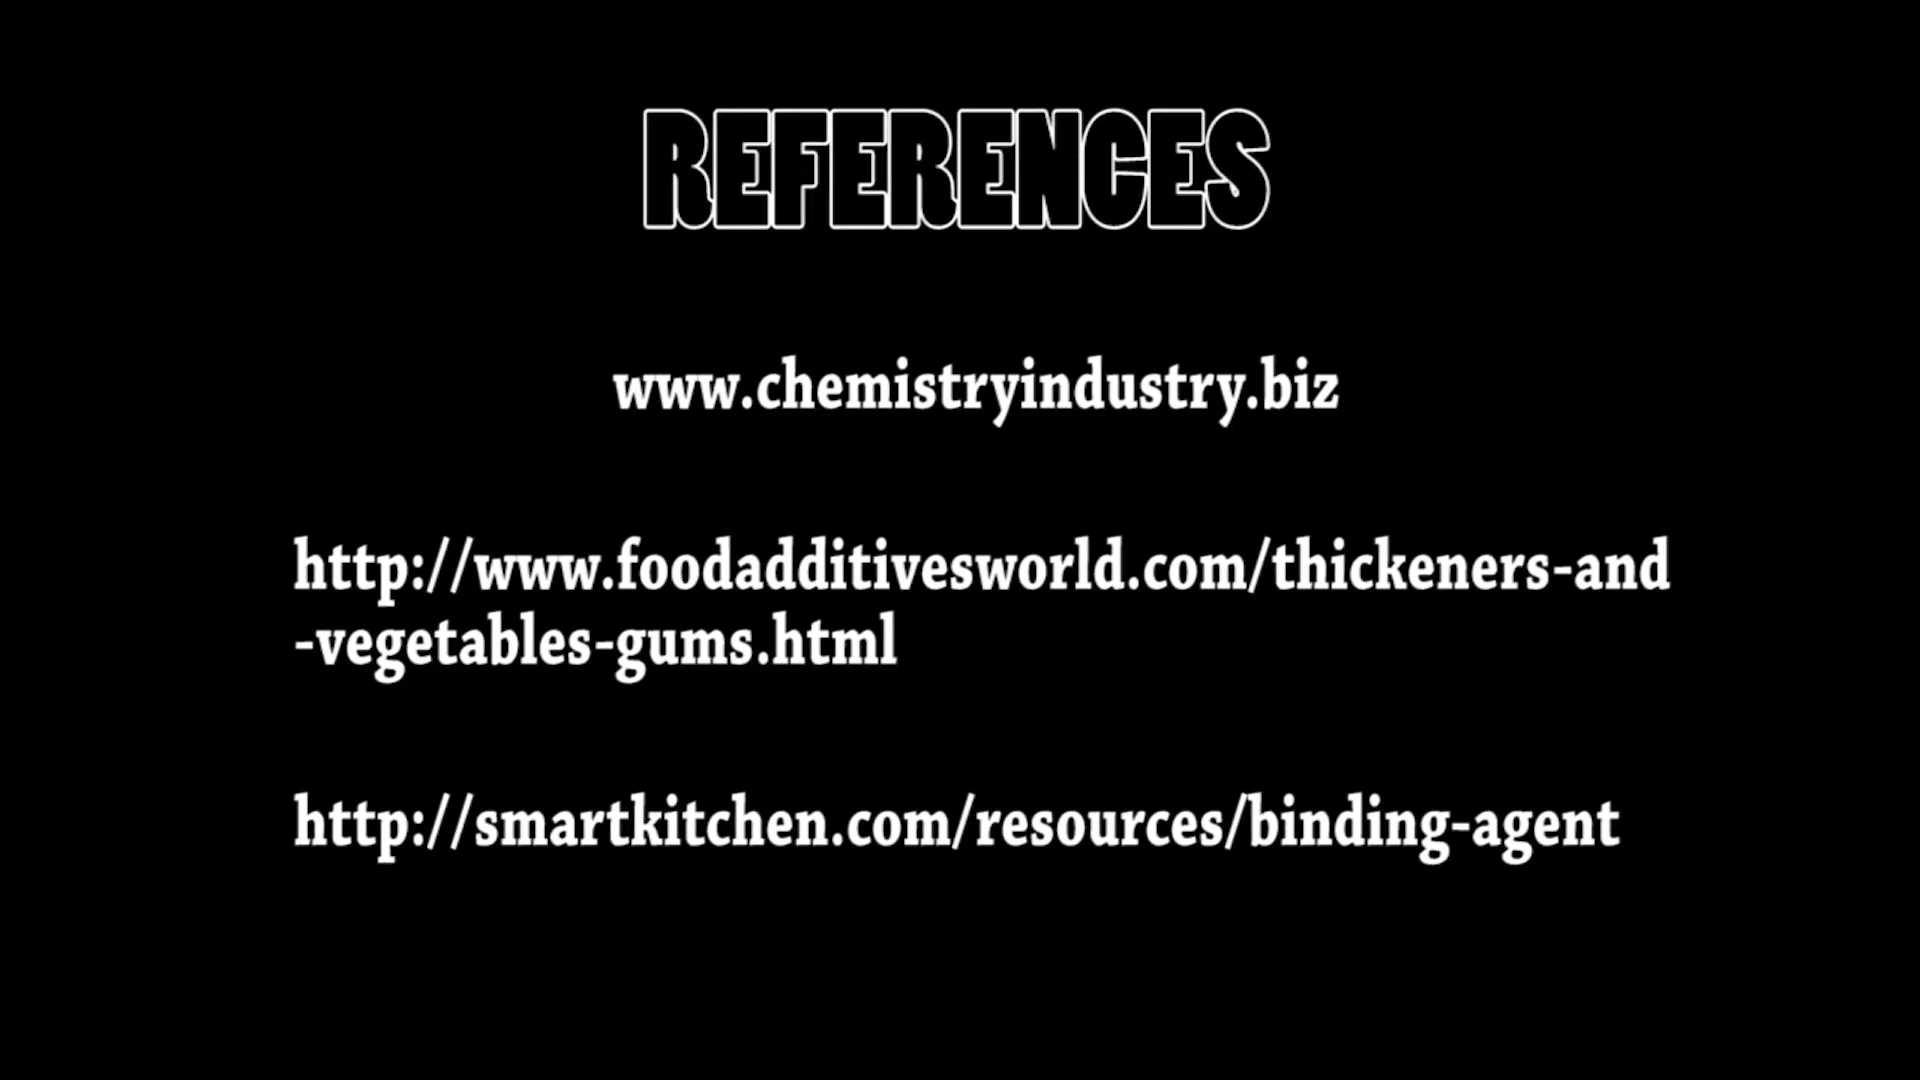 REFERENCES
www.chemistryindustry.biz
http://www.foodadditivesworld.com/thickeners-and
-vegetables-gums.html
http://smartkitchen.com/resources/binding-agent